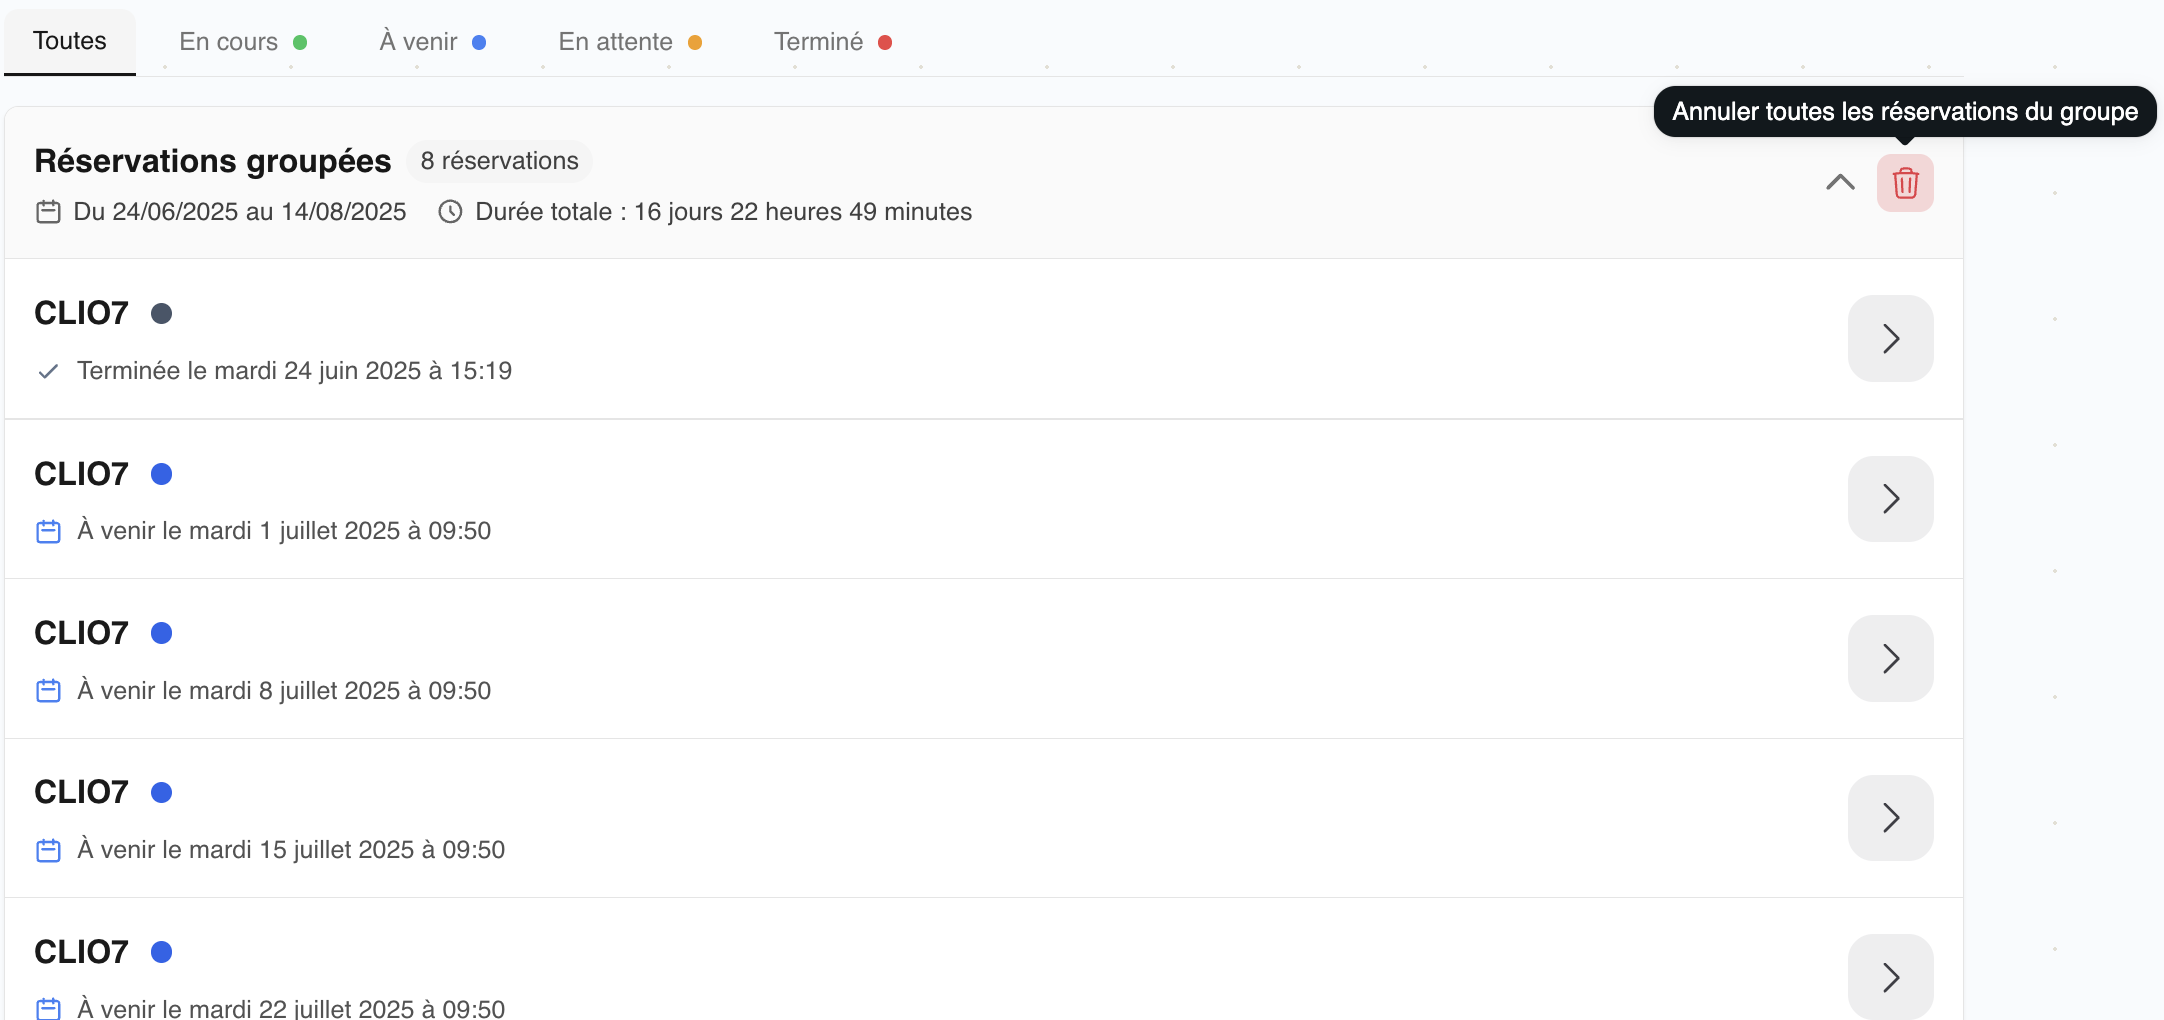 Toutes En cours À venir En attente Terminé
Annuler toutes les réservations du groupe
Réservations groupées 8 réservations
Du 24/06/2025 au 14/08/2025 Durée totale : 16 jours 22 heures 49 minutes
CLIO7
Terminée le mardi 24 juin 2025 à 15:19
CLIO7
À venir le mardi 1 juillet 2025 à 09:50
CLIO7
À venir le mardi 8 juillet 2025 à 09:50
CLIO7
À venir le mardi 15 juillet 2025 à 09:50
CLIO7
À venir le mardi 22 juillet 2025 à 09:50